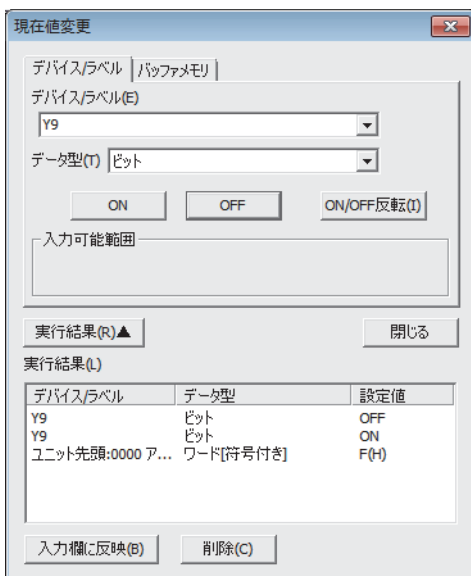 現在値変更
デバイス/ラベル バッファメモリ
デバイス/ラベル(E)
Y9
データ型(T) ビット
ON OFF ON/OFF反転(I)
入力可能範囲
実行結果(R)▲ 閉じる
実行結果(L)
デバイス/ラベル データ型 設定値
Y9 ビット OFF
Y9 ビット ON
ユニット先頭:0000 ア... ワード[符号付き] F(H)
入力欄に反映(B) 削除(C)